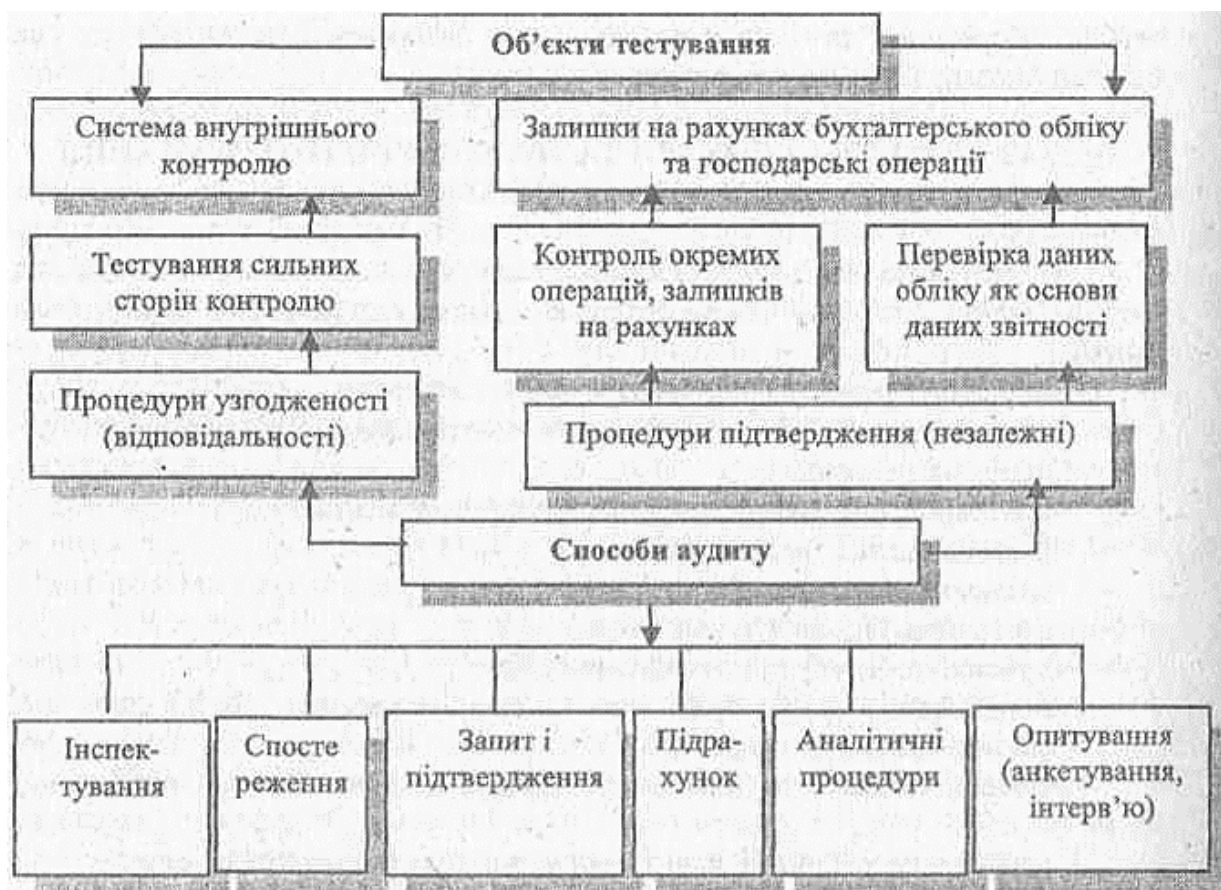 Об’єкти тестування
Система внутрішнього
контролю
Залишки на рахунках бухгалтерського обліку
та господарські операції
Тестування сильних
сторін контролю
Контроль окремих
операцій, залишків
на рахунках
Перевірка даних
обліку як основи
даних звітності
Процедури узгодженості
(відповідальності)
Процедури підтвердження (незалежні)
Способи аудиту
Інспек-
тування
Спосте
реження
Запит і
підтвердження
Підра-
хунок
Аналітичні
процедури
Опитування
(анкетування,
інтерв’ю)